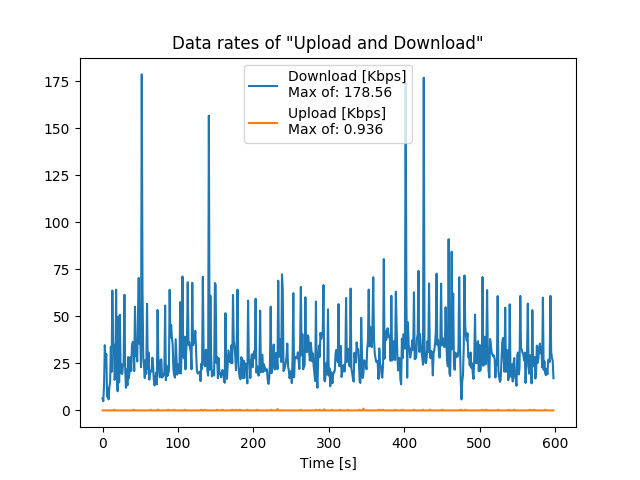 Data rates of "Upload and Download"
Download [Kbps]
Max of: 178.56
Upload [Kbps]
Max of: 0.936
175
150
125
100
75
50
25
0
0 100 200 300 400 500 600
Time [s]